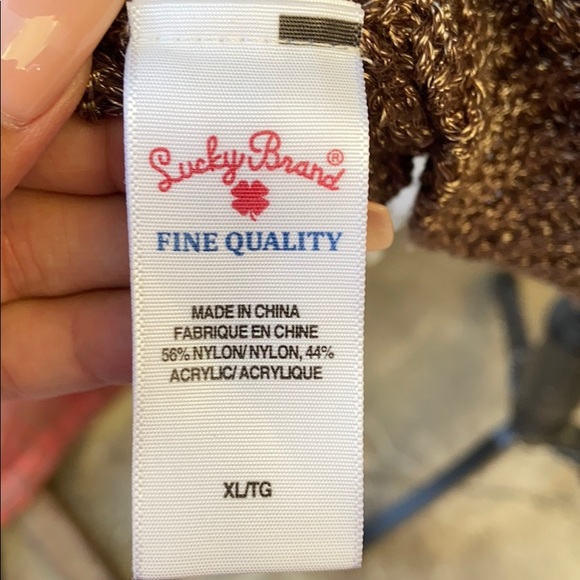 Lucky Brand®
FINE QUALITY
MADE IN CHINA
FABRIQUE EN CHINE
56% NYLON/NYLON, 44%
ACRYLIC/ACRYLIQUE
XL/TG